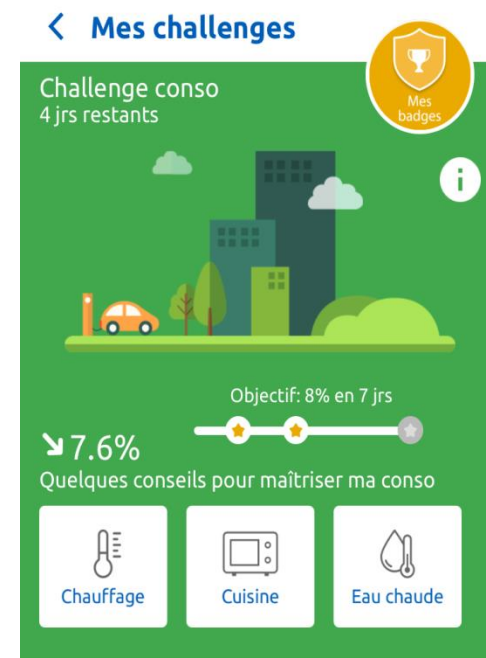 Mes challenges
Challenge conso
4 jrs restants
Mes
badges
i
Objectif: 8% en 7 jrs
7.6%
Quelques conseils pour maîtriser ma conso
Chauffage
Cuisine
Eau chaude